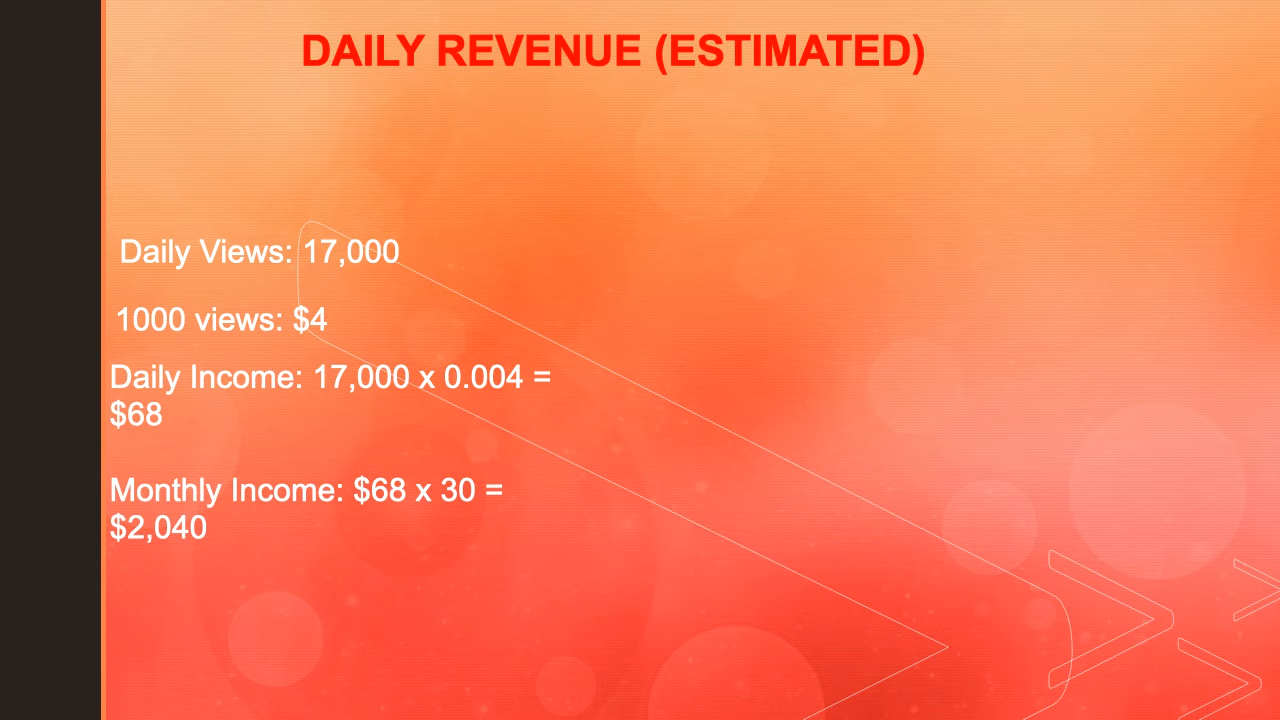 DAILY REVENUE (ESTIMATED)
Daily Views: 17,000
1000 views: $4
Daily Income: 17,000 x 0.004 =
$68
Monthly Income: $68 x 30 =
$2,040